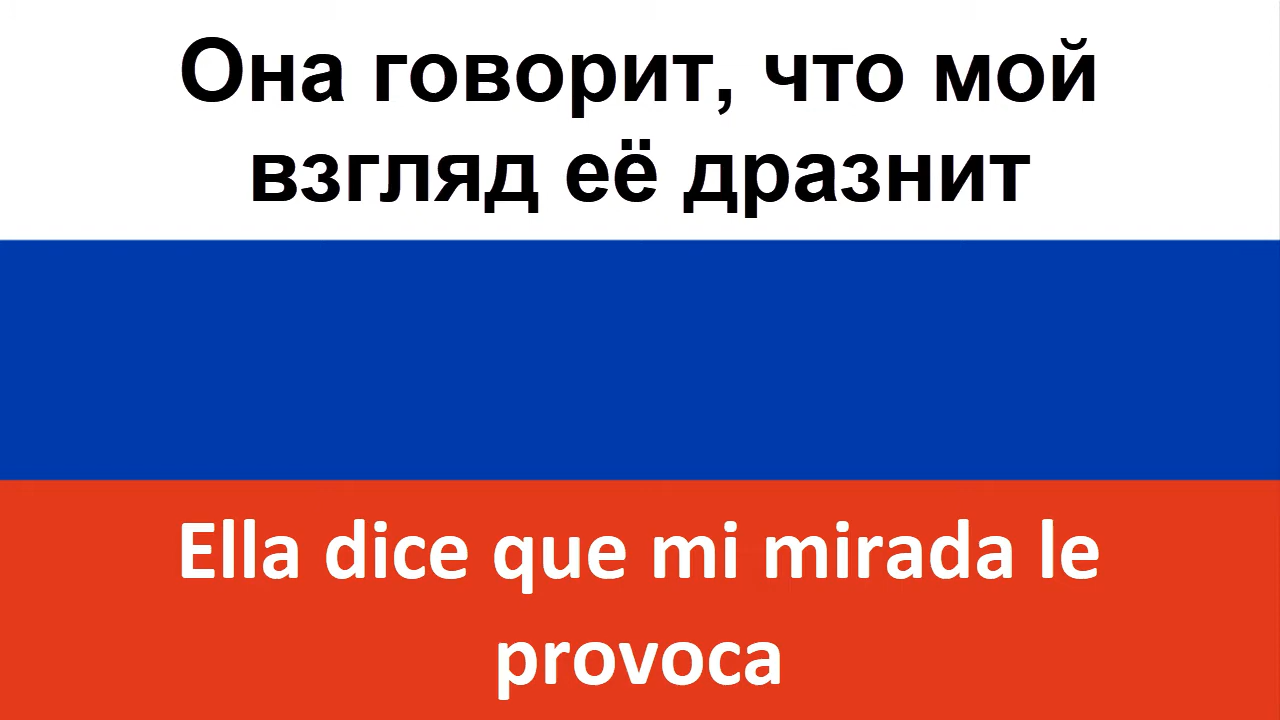 Она говорит, что мой
взгляд её дразнит
Ella dice que mi mirada le
provoca